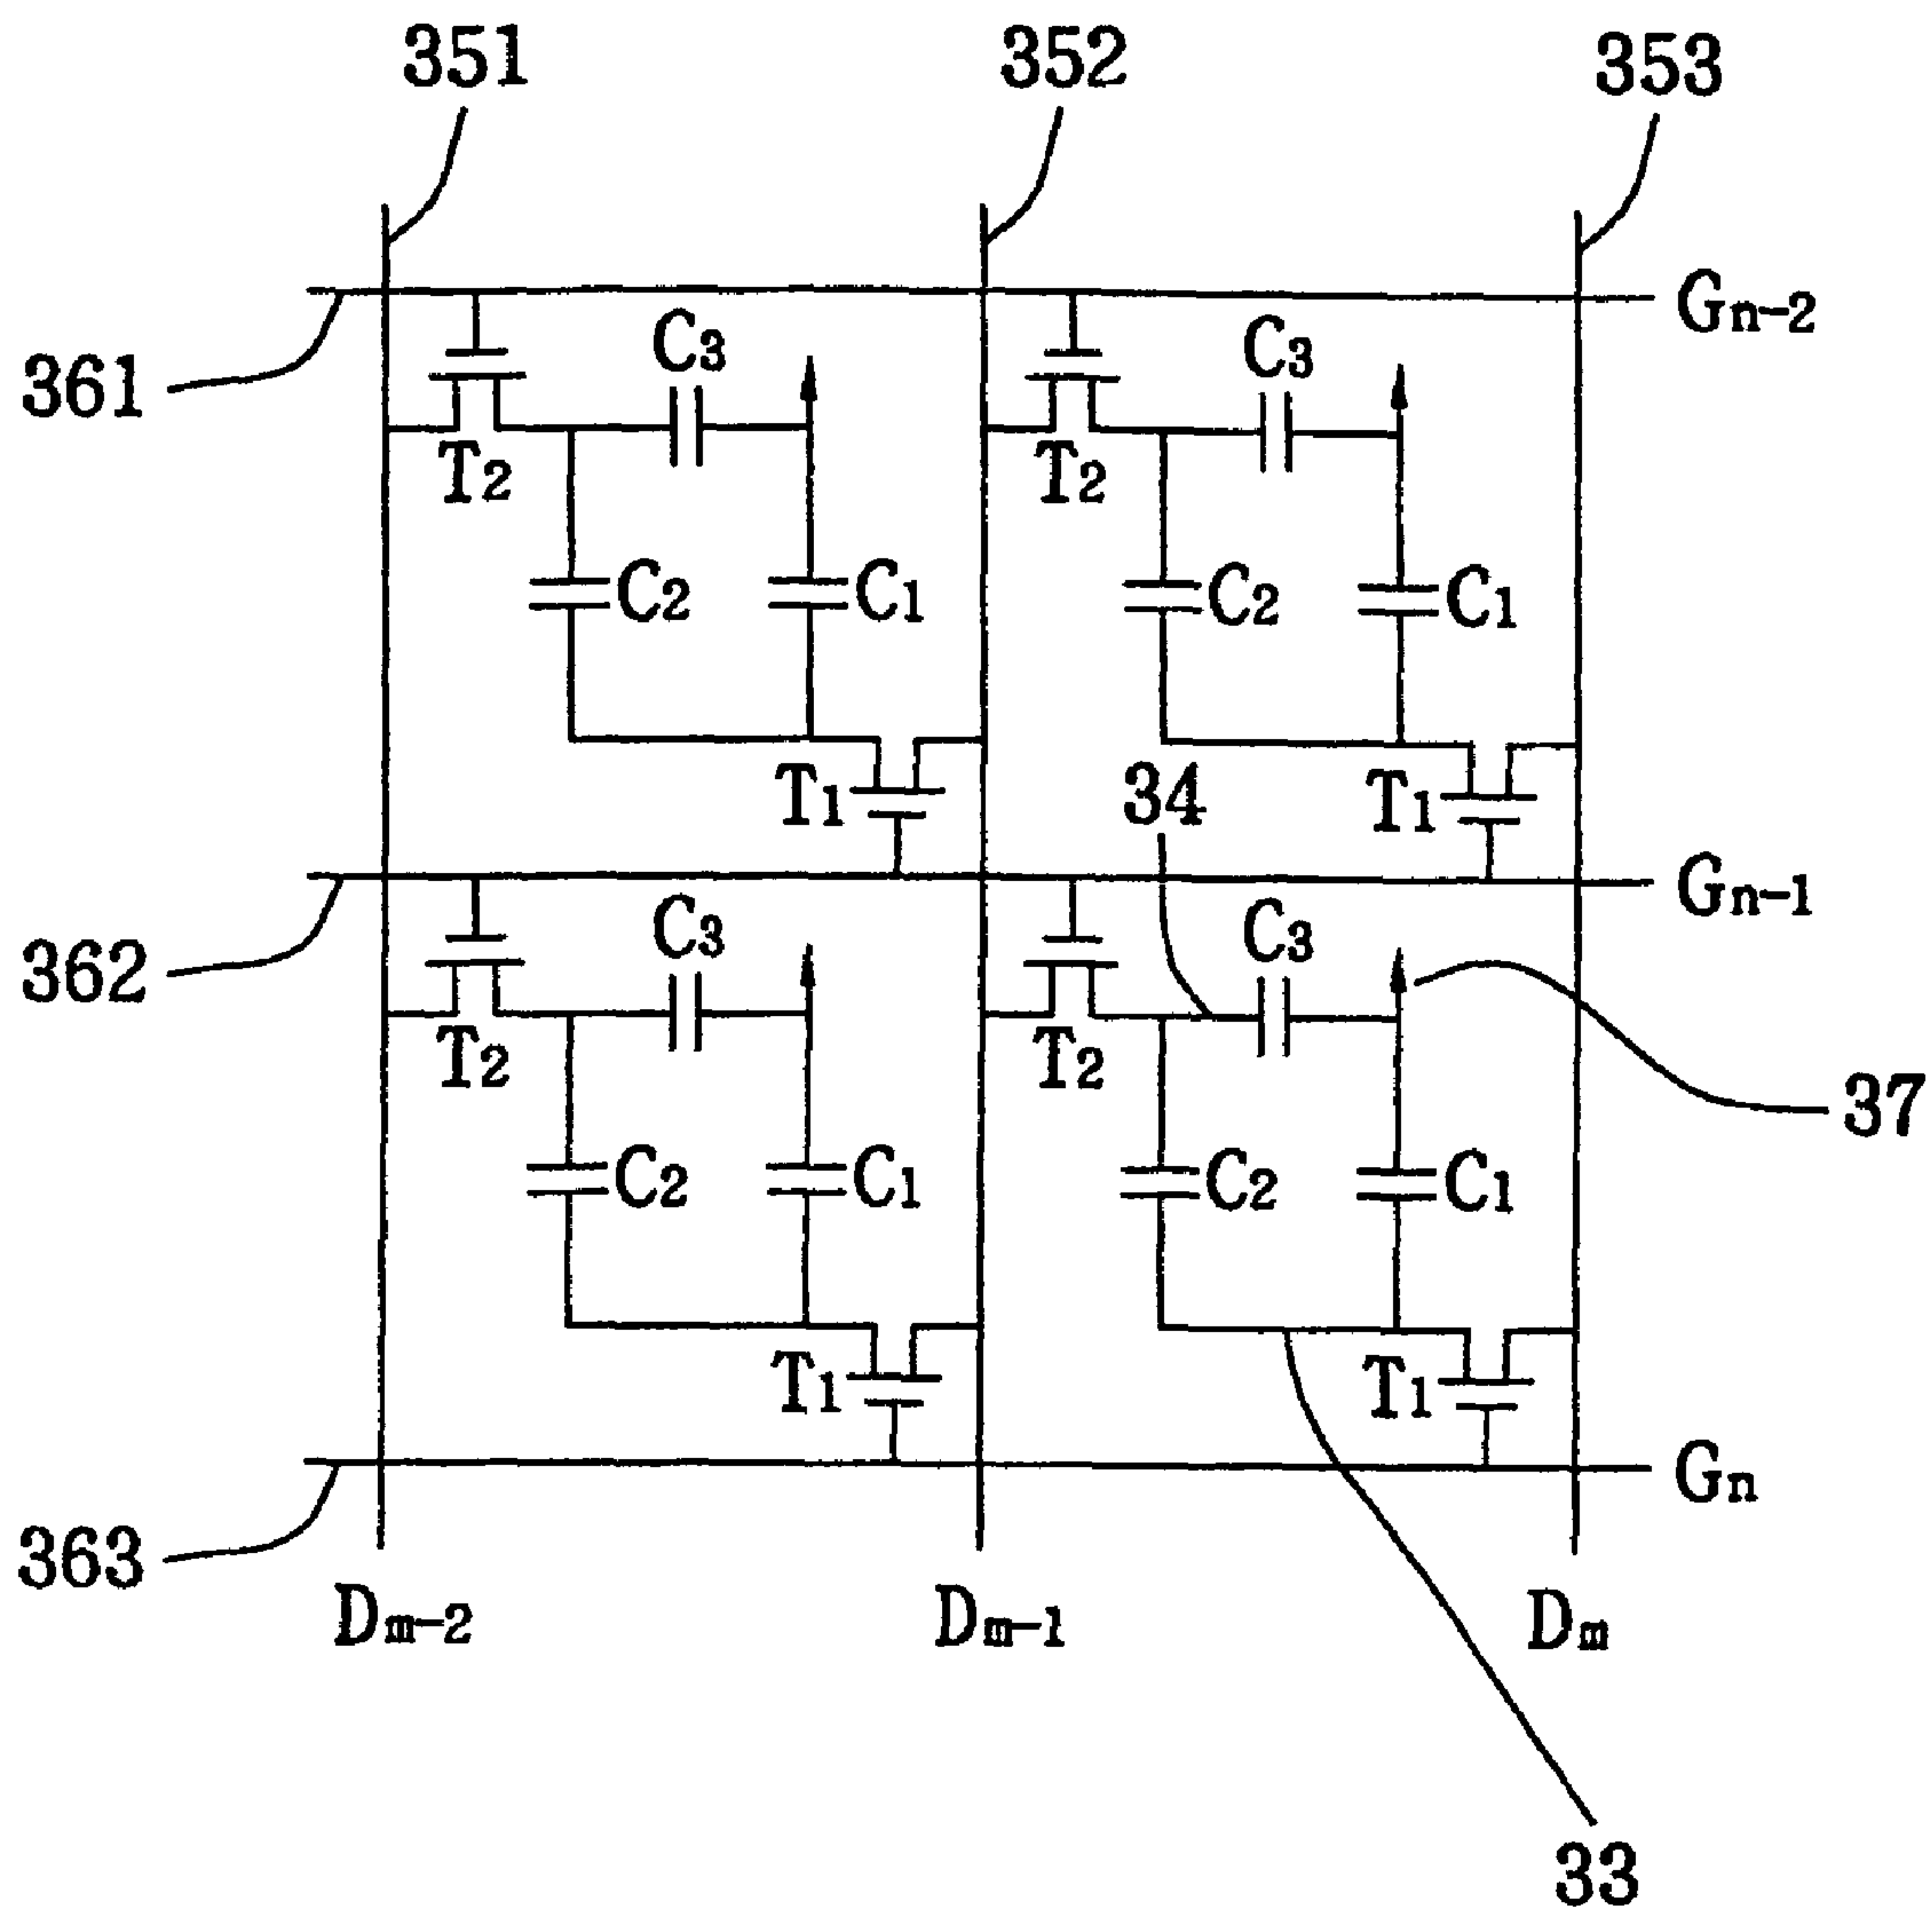 351 352 353
Gn-2
C3 C3
361
T2 T2
C2 C1 C2 C1
T1 34 T1
Gn-1
C3 C3
362
T2 T2
37
C2 C1 C2 C1
T1 T1
Gn
363
Dm-2 Dm-1 Dm
33